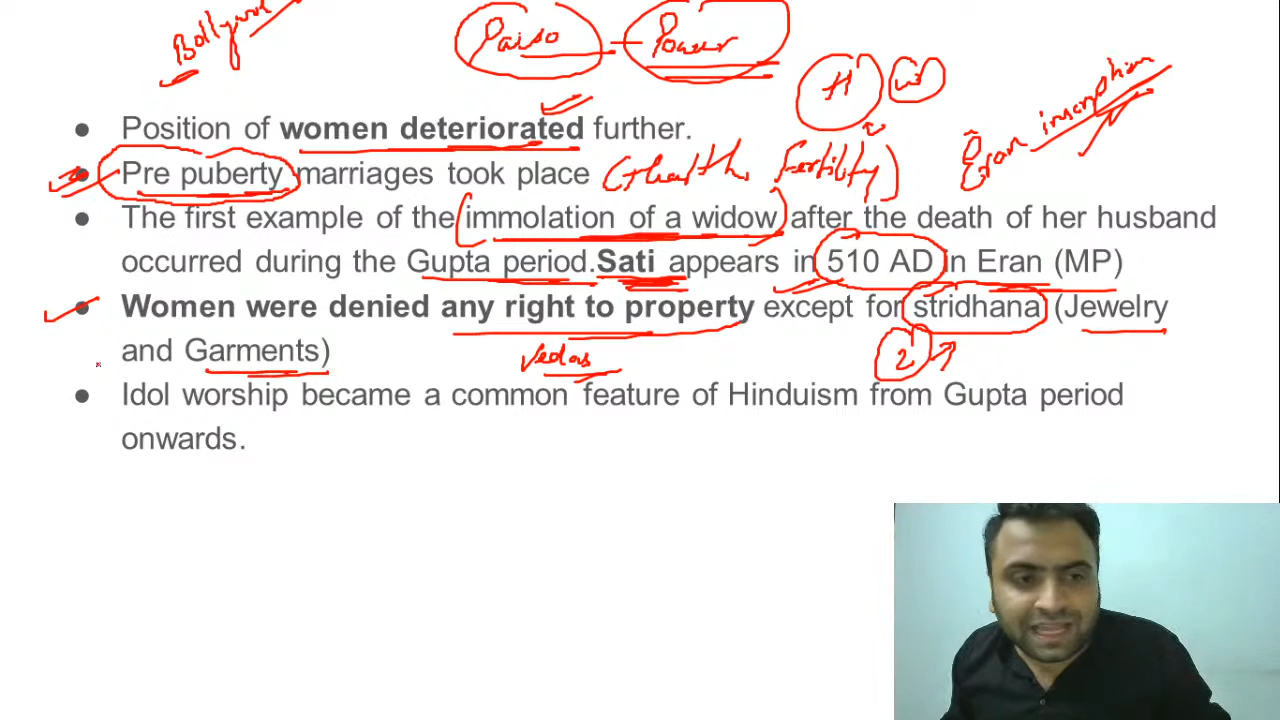 Bollywood
Paisa Power
H w
• Position of women deteriorated further.
Eran inscription
• Pre puberty marriages took place (Health, Fertility)
• The first example of the (immolation of a widow) after the death of her husband
occurred during the Gupta period.Sati appears in 510 AD in Eran (MP)
• Women were denied any right to property except for stridhana (Jewelry
and Garments)
Vedas 2
• Idol worship became a common feature of Hinduism from Gupta period
onwards.